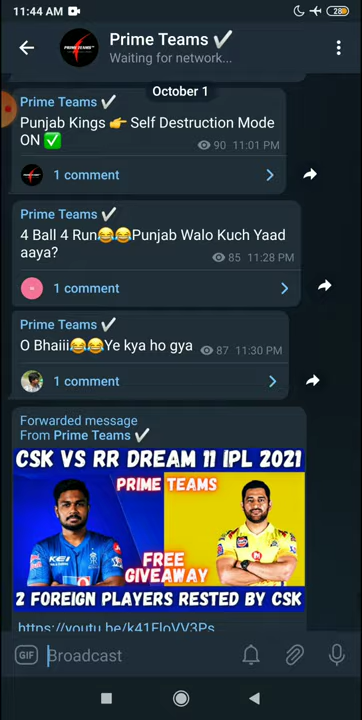 11:44 AM
28
Prime Teams ✔
Waiting for network...
October 1
Prime Teams ✔
Punjab Kings 👉 Self Destruction Mode
ON ✅
90 11:01 PM
1 comment
Prime Teams ✔
4 Ball 4 Run😂😂Punjab Walo Kuch Yaad
aaya?
85 11:28 PM
1 comment
Prime Teams ✔
O Bhaiii😂😂Ye kya ho gya
87 11:30 PM
1 comment
Forwarded message
From Prime Teams ✔
CSK VS RR DREAM 11 IPL 2021
PRIME TEAMS
FREE
GIVEAWAY
2 FOREIGN PLAYERS RESTED BY CSK
GIF
Broadcast